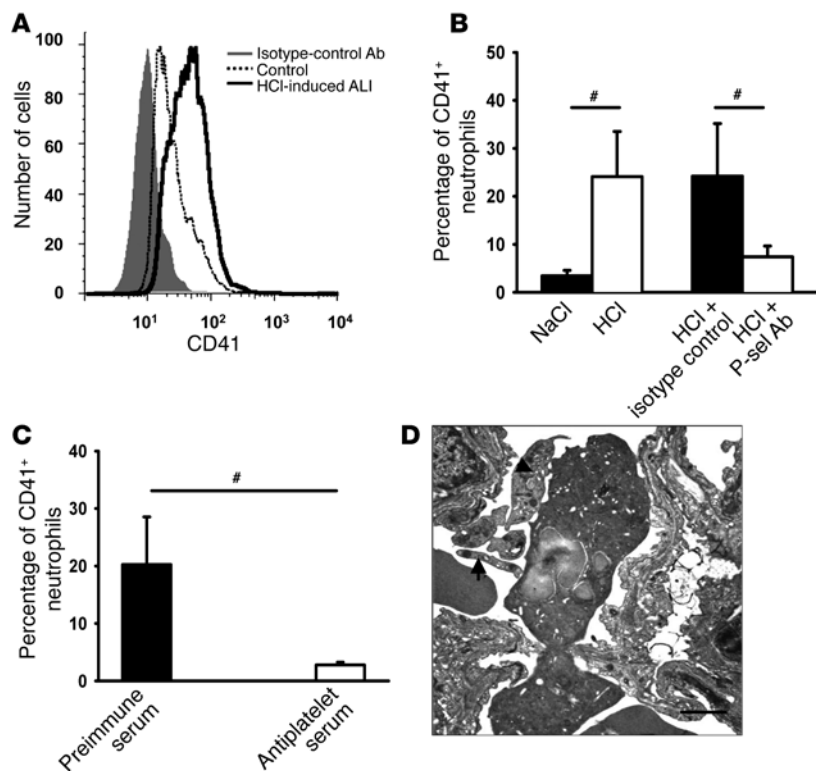 A
Number of cells
100
80
60
40
20
0
10¹
10²
10³
10⁴
CD41
Isotype-control Ab
Control
HCl-induced ALI
B
Percentage of CD41⁺
neutrophils
50
40
30
20
10
0
#
#
NaCl
HCl
HCl +
isotype control
HCl +
P-sel Ab
C
Percentage of CD41⁺
neutrophils
40
30
20
10
0
#
Preimmune
serum
Antiplatelet
serum
D